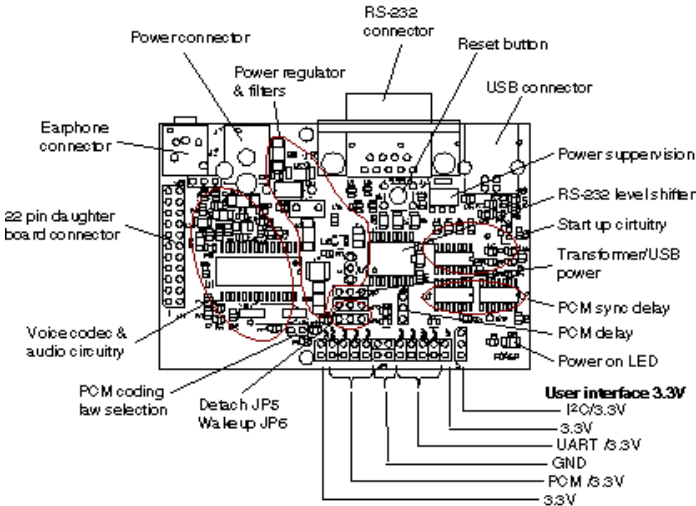 RS-232
connector
Power connector
Reset button
Power regulator
& filters
USB connector
Earphone
connector
Power suppervision
RS-232 level shifter
22 pin daughter
board connector
Start up cirtuitry
Transformer/USB
power
PCM sync delay
Voice codec &
audio circuitry
PCM delay
Power on LED
PCM coding
law selection
Detach JP5
Wakeup JP6
User interface 3.3V
I²C/3.3V
3.3V
UART /3.3V
GND
PCM /3.3V
3.3V